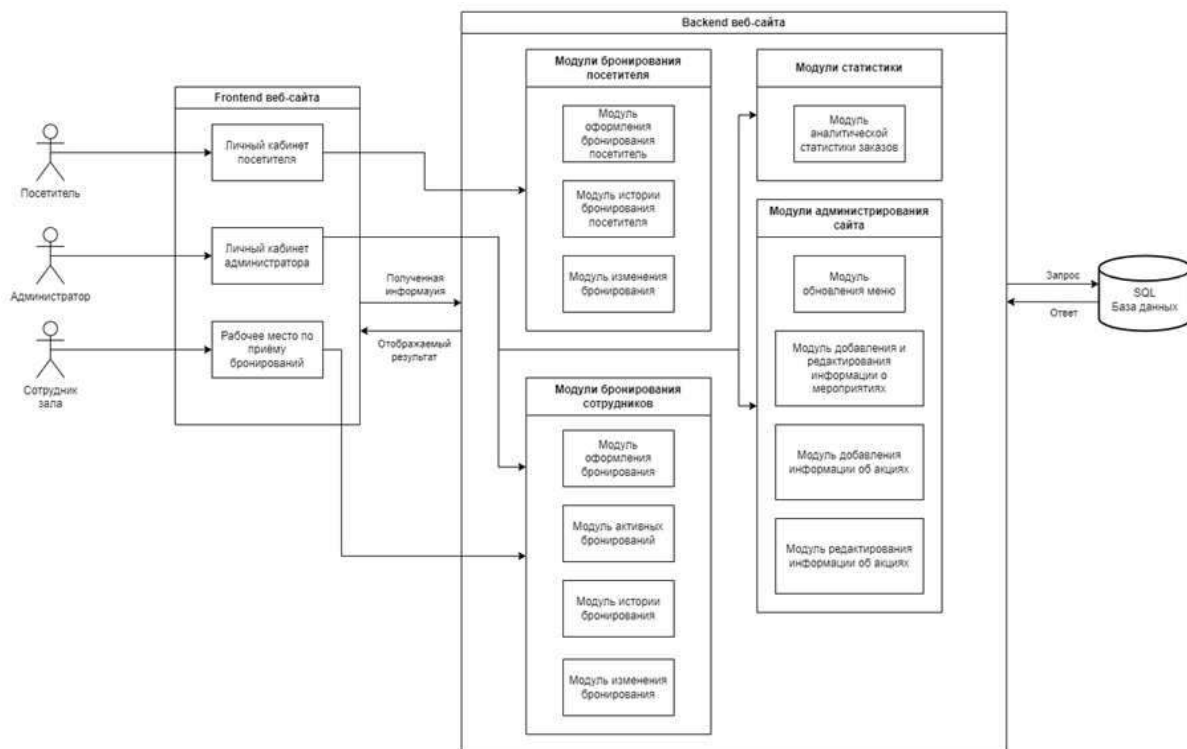 Backend веб-сайта
Frontend веб-сайта
Посетитель
Администратор
Сотрудник
зала
Личный кабинет
посетителя
Личный кабинет
администратора
Рабочее место по
приёму
бронирований
Полученная
информауия
Отображаемый
результат
Модули бронирования
посетителя
Модуль
оформления
бронирования
посетитель
Модуль истории
бронирования
посетителя
Модуль изменения
бронирования
Модули бронирования
сотрудников
Модуль
оформления
бронирования
Модуль активных
бронирований
Модуль истории
бронирования
Модуль изменения
бронирования
Модули статистики
Модуль
аналитической
статистики заказов
Модули администрирования
сайта
Модуль
обновления меню
Модуль добавления и
редактирования
информации о
мероприятиях
Модуль добавления
информации об акциях
Модуль редактирования
информации об акциях
Запрос
Ответ
SQL
База данных